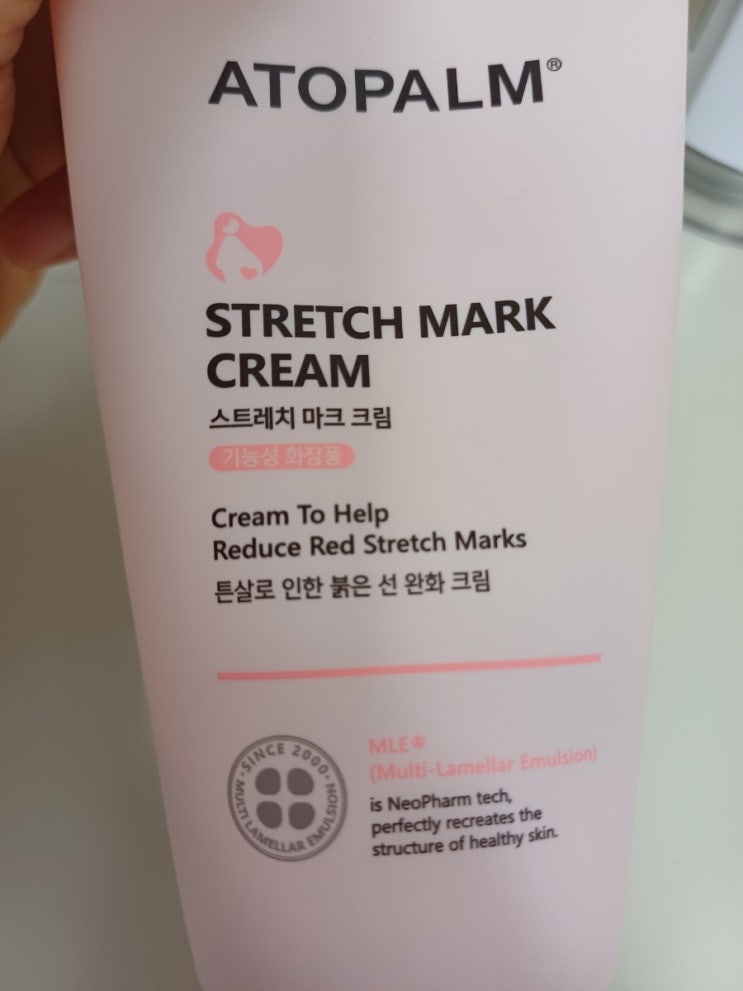 ATOPALM®
STRETCH MARK
CREAM
스트레치 마크 크림
기능성 화장품
Cream To Help
Reduce Red Stretch Marks
튼살로 인한 붉은 선 완화 크림
·SINCE 2000·
MULTI LAMELLAR EMULSION
MLE®
(Multi-Lamellar Emulsion)
is NeoPharm tech,
perfectly recreates the
structure of healthy skin.